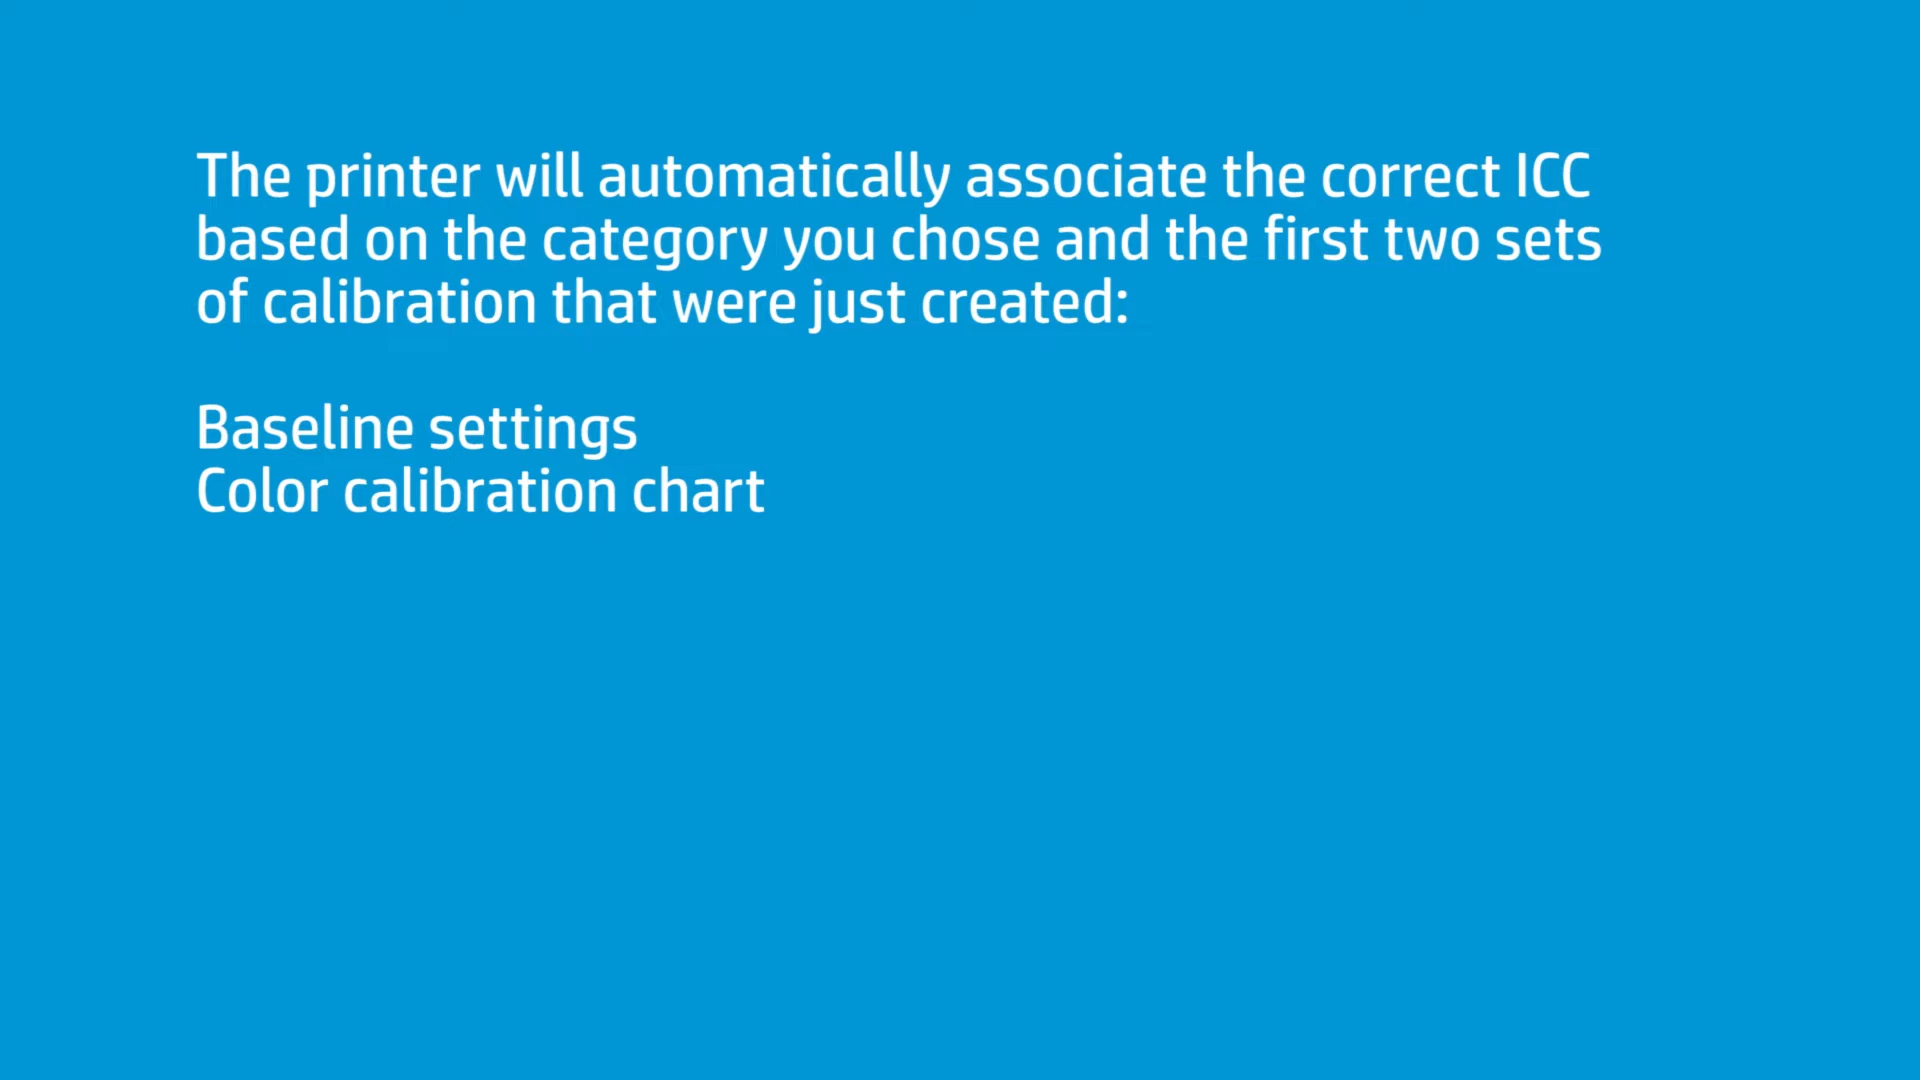 The printer will automatically associate the correct ICC
based on the category you chose and the first two sets
of calibration that were just created:
Baseline settings
Color calibration chart